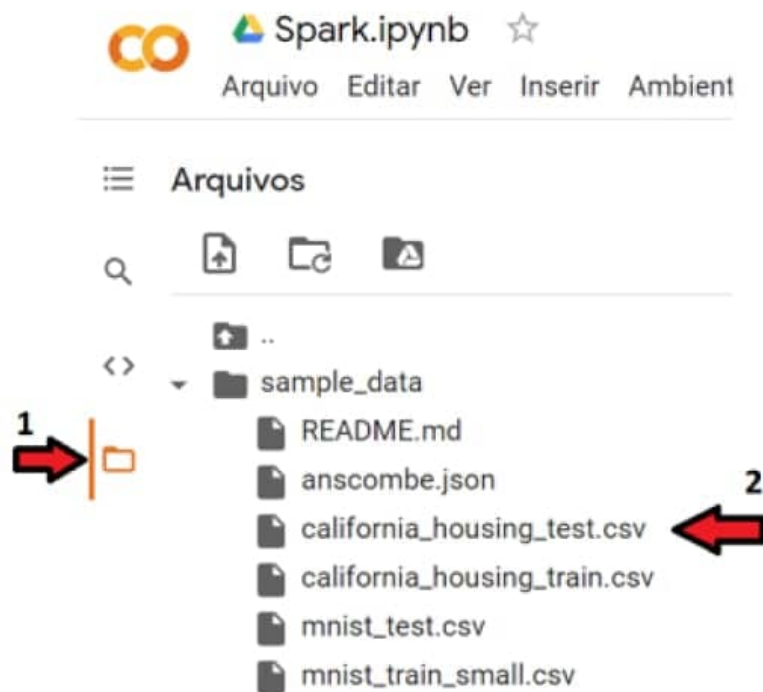 Spark.ipynb
Arquivo Editar Ver Inserir Ambient
Arquivos
..
sample_data
1
README.md
anscombe.json
2
california_housing_test.csv
california_housing_train.csv
mnist_test.csv
mnist_train_small.csv